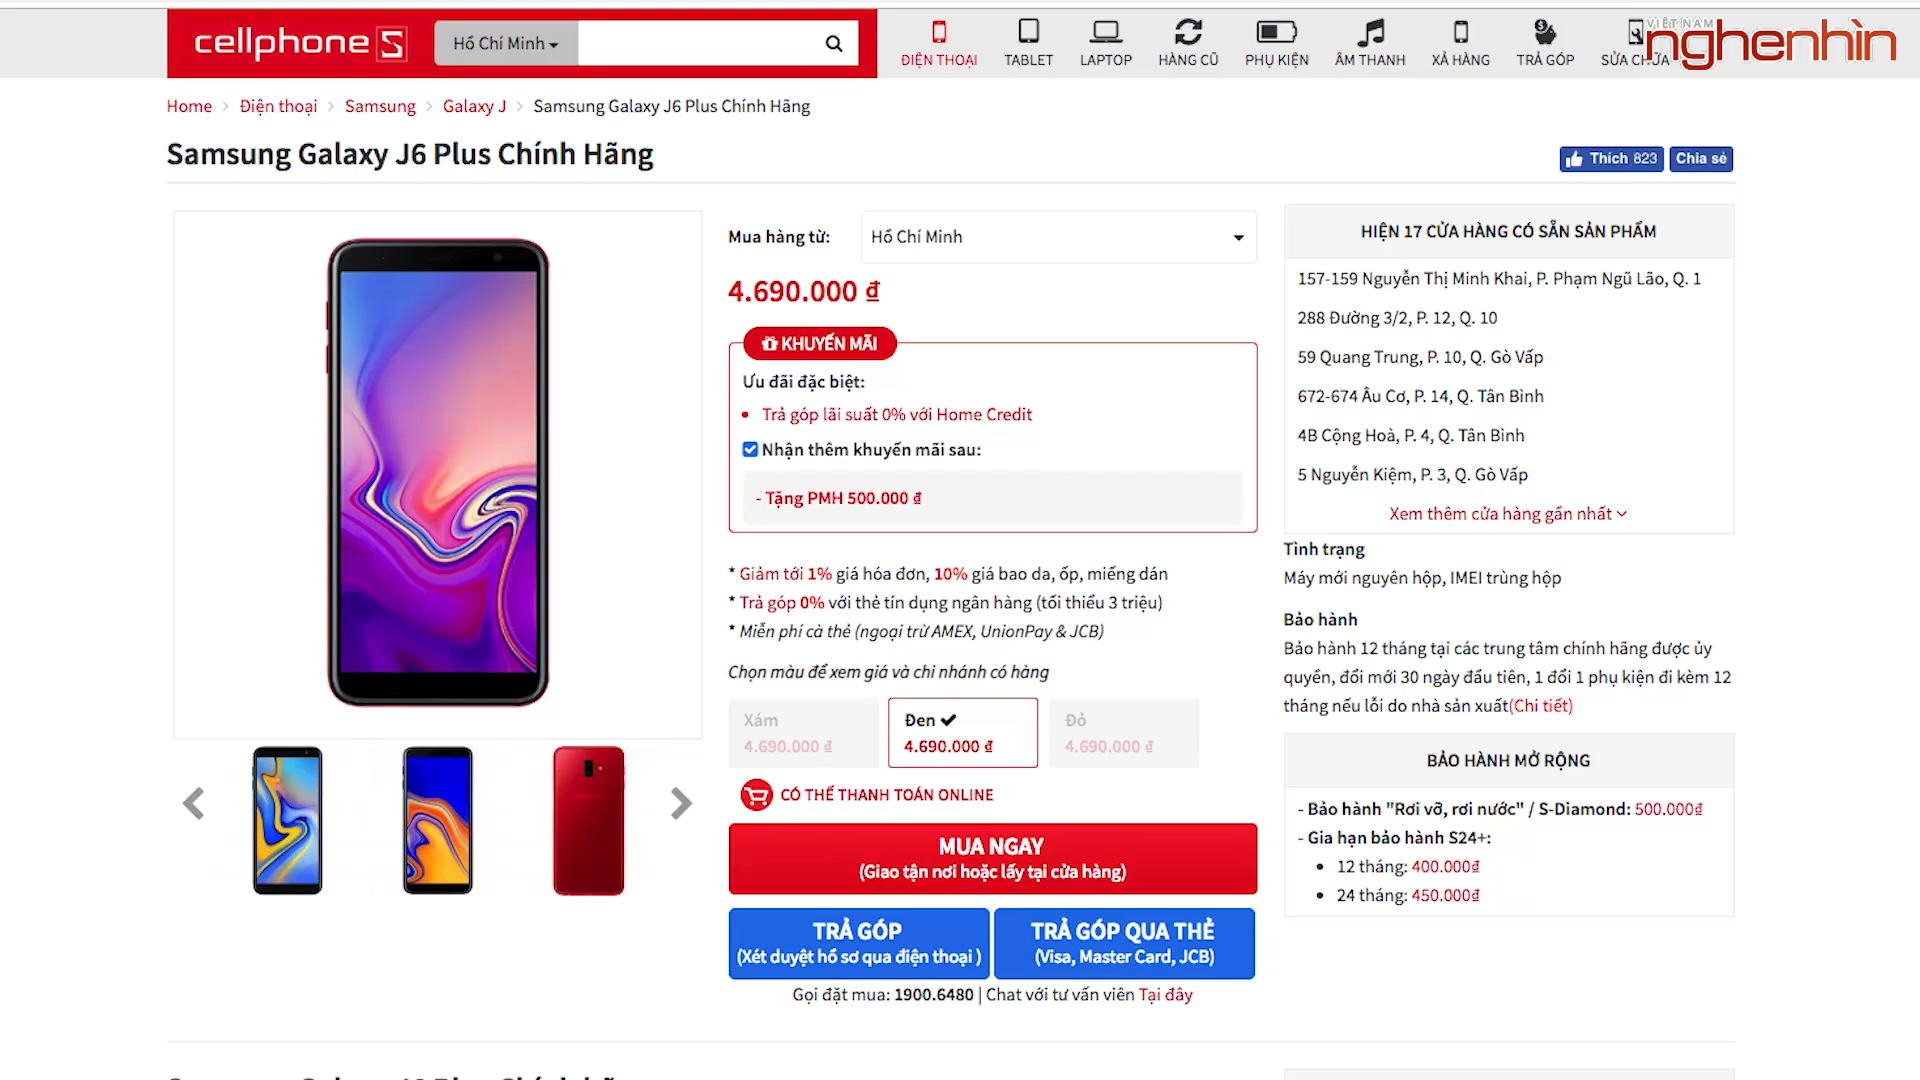 cellphoneS
Hồ Chí Minh
ĐIỆN THOẠI
TABLET
LAPTOP
HÀNG CŨ
PHỤ KIỆN
ÂM THANH
XẢ HÀNG
TRẢ GÓP
SỬA CHỮA
VIỆT NAM
nghenhìn
Home > Điện thoại > Samsung > Galaxy J > Samsung Galaxy J6 Plus Chính Hãng
Samsung Galaxy J6 Plus Chính Hãng
Thích 823
Chia sẻ
Mua hàng từ: Hồ Chí Minh
4.690.000 ₫
KHUYẾN MÃI
Ưu đãi đặc biệt:
• Trả góp lãi suất 0% với Home Credit
Nhận thêm khuyến mãi sau:
- Tặng PMH 500.000 ₫
* Giảm tới 1% giá hóa đơn, 10% giá bao da, ốp, miếng dán
* Trả góp 0% với thẻ tín dụng ngân hàng (tối thiểu 3 triệu)
* Miễn phí cà thẻ (ngoại trừ AMEX, UnionPay & JCB)
Chọn màu để xem giá và chi nhánh có hàng
Xám
4.690.000 ₫
Đen
4.690.000 ₫
Đỏ
4.690.000 ₫
CÓ THỂ THANH TOÁN ONLINE
MUA NGAY
(Giao tận nơi hoặc lấy tại cửa hàng)
TRẢ GÓP
(Xét duyệt hồ sơ qua điện thoại )
TRẢ GÓP QUA THẺ
(Visa, Master Card, JCB)
Gọi đặt mua: 1900.6480 | Chat với tư vấn viên Tại đây
HIỆN 17 CỬA HÀNG CÓ SẴN SẢN PHẨM
157-159 Nguyễn Thị Minh Khai, P. Phạm Ngũ Lão, Q. 1
288 Đường 3/2, P. 12, Q. 10
59 Quang Trung, P. 10, Q. Gò Vấp
672-674 Âu Cơ, P. 14, Q. Tân Bình
4B Cộng Hoà, P. 4, Q. Tân Bình
5 Nguyễn Kiệm, P. 3, Q. Gò Vấp
Xem thêm cửa hàng gần nhất
Tình trạng
Máy mới nguyên hộp, IMEI trùng hộp
Bảo hành
Bảo hành 12 tháng tại các trung tâm chính hãng được ủy
quyền, đổi mới 30 ngày đầu tiên, 1 đổi 1 phụ kiện đi kèm 12
tháng nếu lỗi do nhà sản xuất(Chi tiết)
BẢO HÀNH MỞ RỘNG
- Bảo hành "Rơi vỡ, rơi nước" / S-Diamond: 500.000₫
- Gia hạn bảo hành S24+:
• 12 tháng: 400.000₫
• 24 tháng: 450.000₫